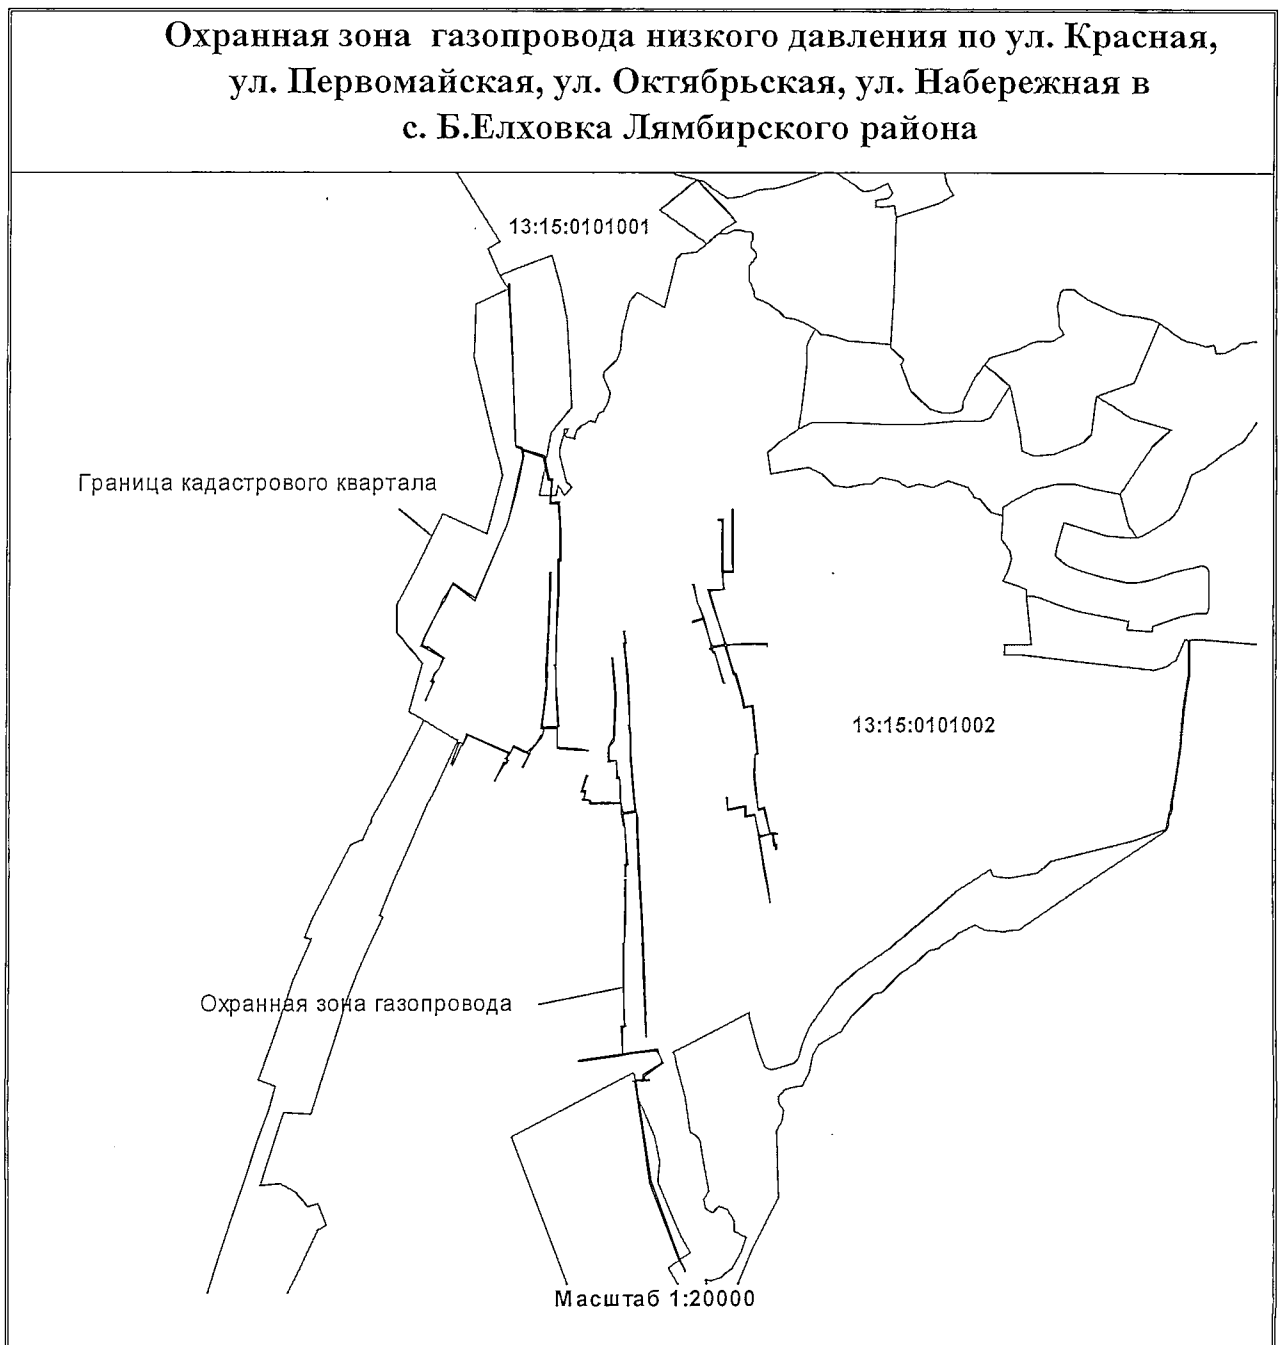 Охранная зона газопровода низкого давления по ул. Красная,
ул. Первомайская, ул. Октябрьская, ул. Набережная в
с. Б.Елховка Лямбирского района
13:15:0101001
Граница кадастрового квартала
13:15:0101002
Охранная зона газопровода
Масштаб 1:20000